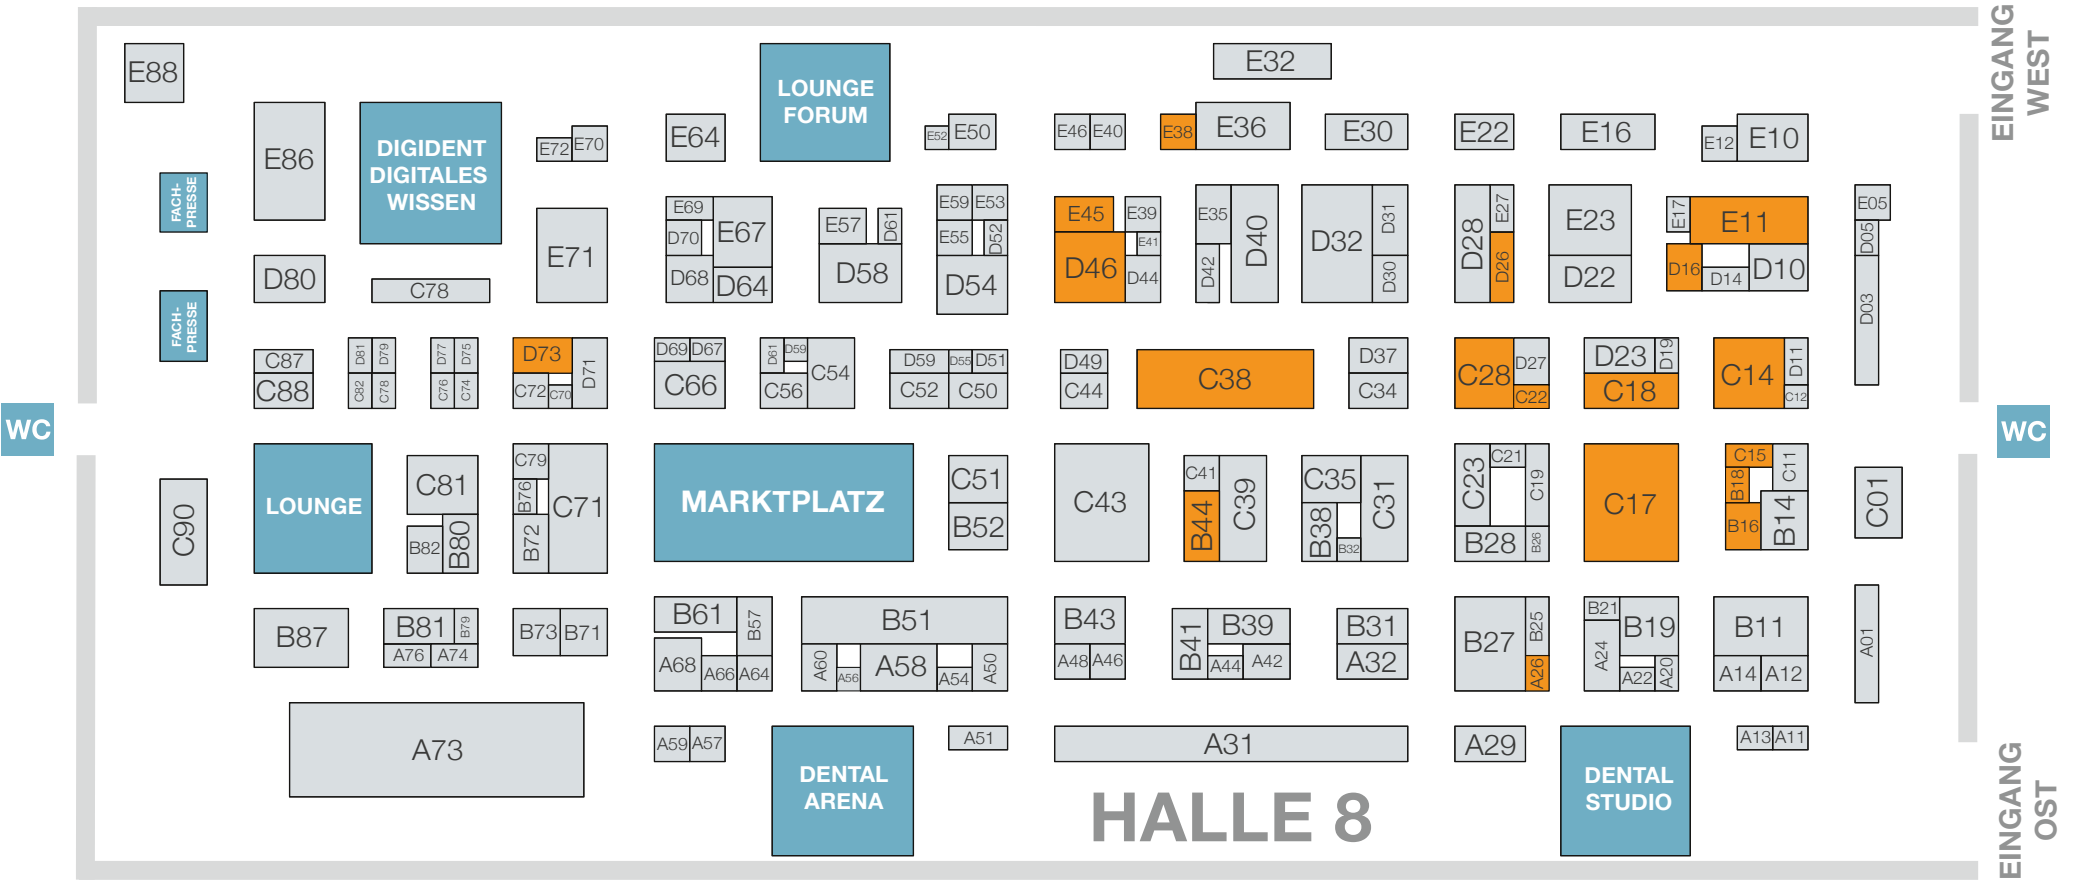 EINGANG
WEST
E88
LOUNGE
FORUM
E32
E86
DIGIDENT
DIGITALES
WISSEN
E72 E70
E64
E52 E50
E46 E40
E38 E36
E30
E22
E16
E12 E10
FACH-
PRESSE
E71
E69 E67
D70
D68 D64
E57 D61
D58
E59 E53
E55 D52
D54
E45 E39
E41
D46 D44
E35 D40
D42
D32 D31
D30
D28 E27
D26
E23
D22
E17 E11
D16 D14 D10
E05
D05
D03
D80
C78
FACH-
PRESSE
C87
C88
D81 D79
C82 C78
D77 D75
C76 C74
D73 D71
C72 C70
D69 D67
C66
D61 D59 C54
C56
D59 D55 D51
C52 C50
D49
C44
C38
D37
C34
C28 D27
C22
D23 D19
C18
C14 D11
C12
WC
WC
C90
LOUNGE
C81
B82 B80
C79
B76 C71
B72
MARKTPLATZ
C51
B52
C43
C41 C39
B44
C35 C31
B38 B32
C23 C21 C19
B28 B26
C17
C15 C11
B18
B16 B14
C01
B87
B81 B79
A76 A74
B73 B71
B61 B57
A68 A66 A64
B51
A60 A56 A58 A54 A50
B43
A48 A46
B41 B39
A44 A42
B31
A32
B27 B25
A26
B21 B19
A24 A22 A20
B11
A14 A12
A01
A73
A59 A57
DENTAL
ARENA
A51
A31
A29
DENTAL
STUDIO
A13 A11
HALLE 8
EINGANG
OST